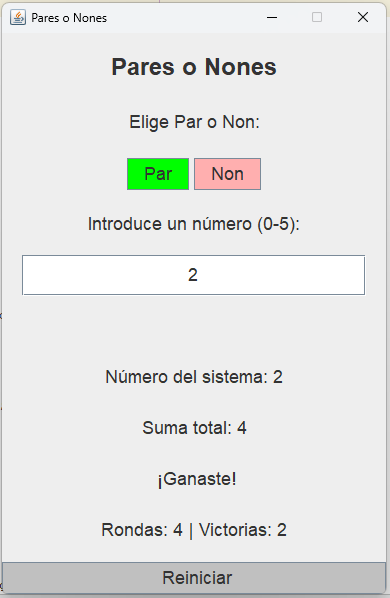 Pares o Nones
Pares o Nones
Elige Par o Non:
Par Non
Introduce un número (0-5):
2
Número del sistema: 2
Suma total: 4
¡Ganaste!
Rondas: 4 | Victorias: 2
Reiniciar